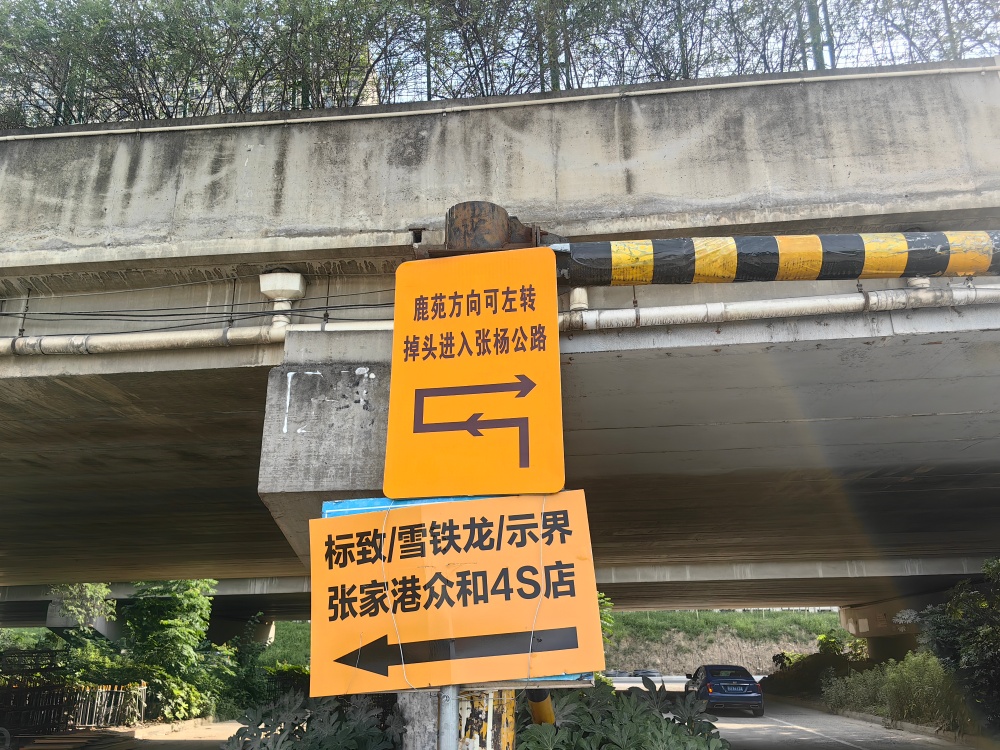 鹿苑方向可左转
掉头进入张杨公路
标致/雪铁龙/示界
张家港众和4S店